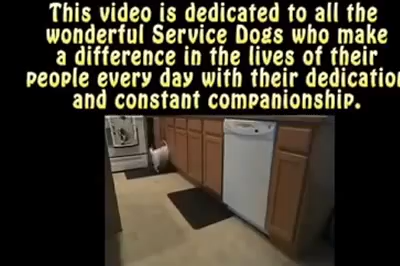 This video is dedicated to all the
wonderful Service Dogs who make
a difference in the lives of their
people every day with their dedication
and constant companionship.